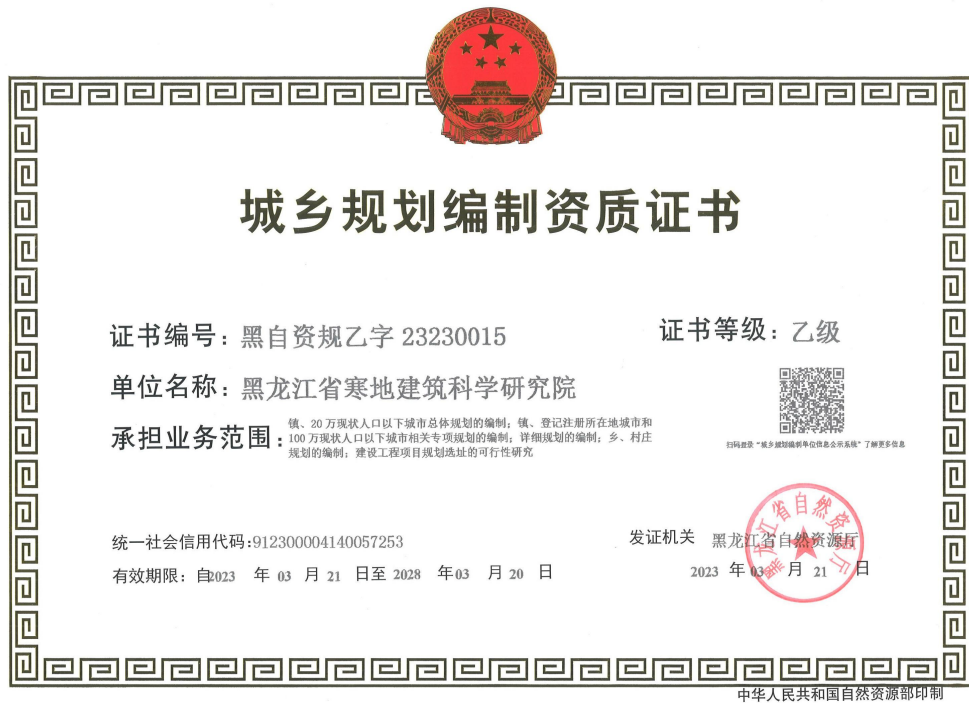 城乡规划编制资质证书
证书编号：黑自资规乙字 23230015
证书等级：乙级
单位名称：黑龙江省寒地建筑科学研究院
承担业务范围：镇、20 万现状人口以下城市总体规划的编制；镇、登记注册所在地城市和
100 万现状人口以下城市相关专项规划的编制；详细规划的编制；乡、村庄
规划的编制；建设工程项目规划选址的可行性研究
扫码登录“城乡规划编制单位信息公示系统”了解更多信息
统一社会信用代码:912300004140057253
发证机关 黑龙江省自然资源厅
有效期限：自2023 年 03 月 21 日至 2028 年 03 月 20 日
2023 年 03 月 21 日
黑龙江省自然资源厅
中华人民共和国自然资源部印制